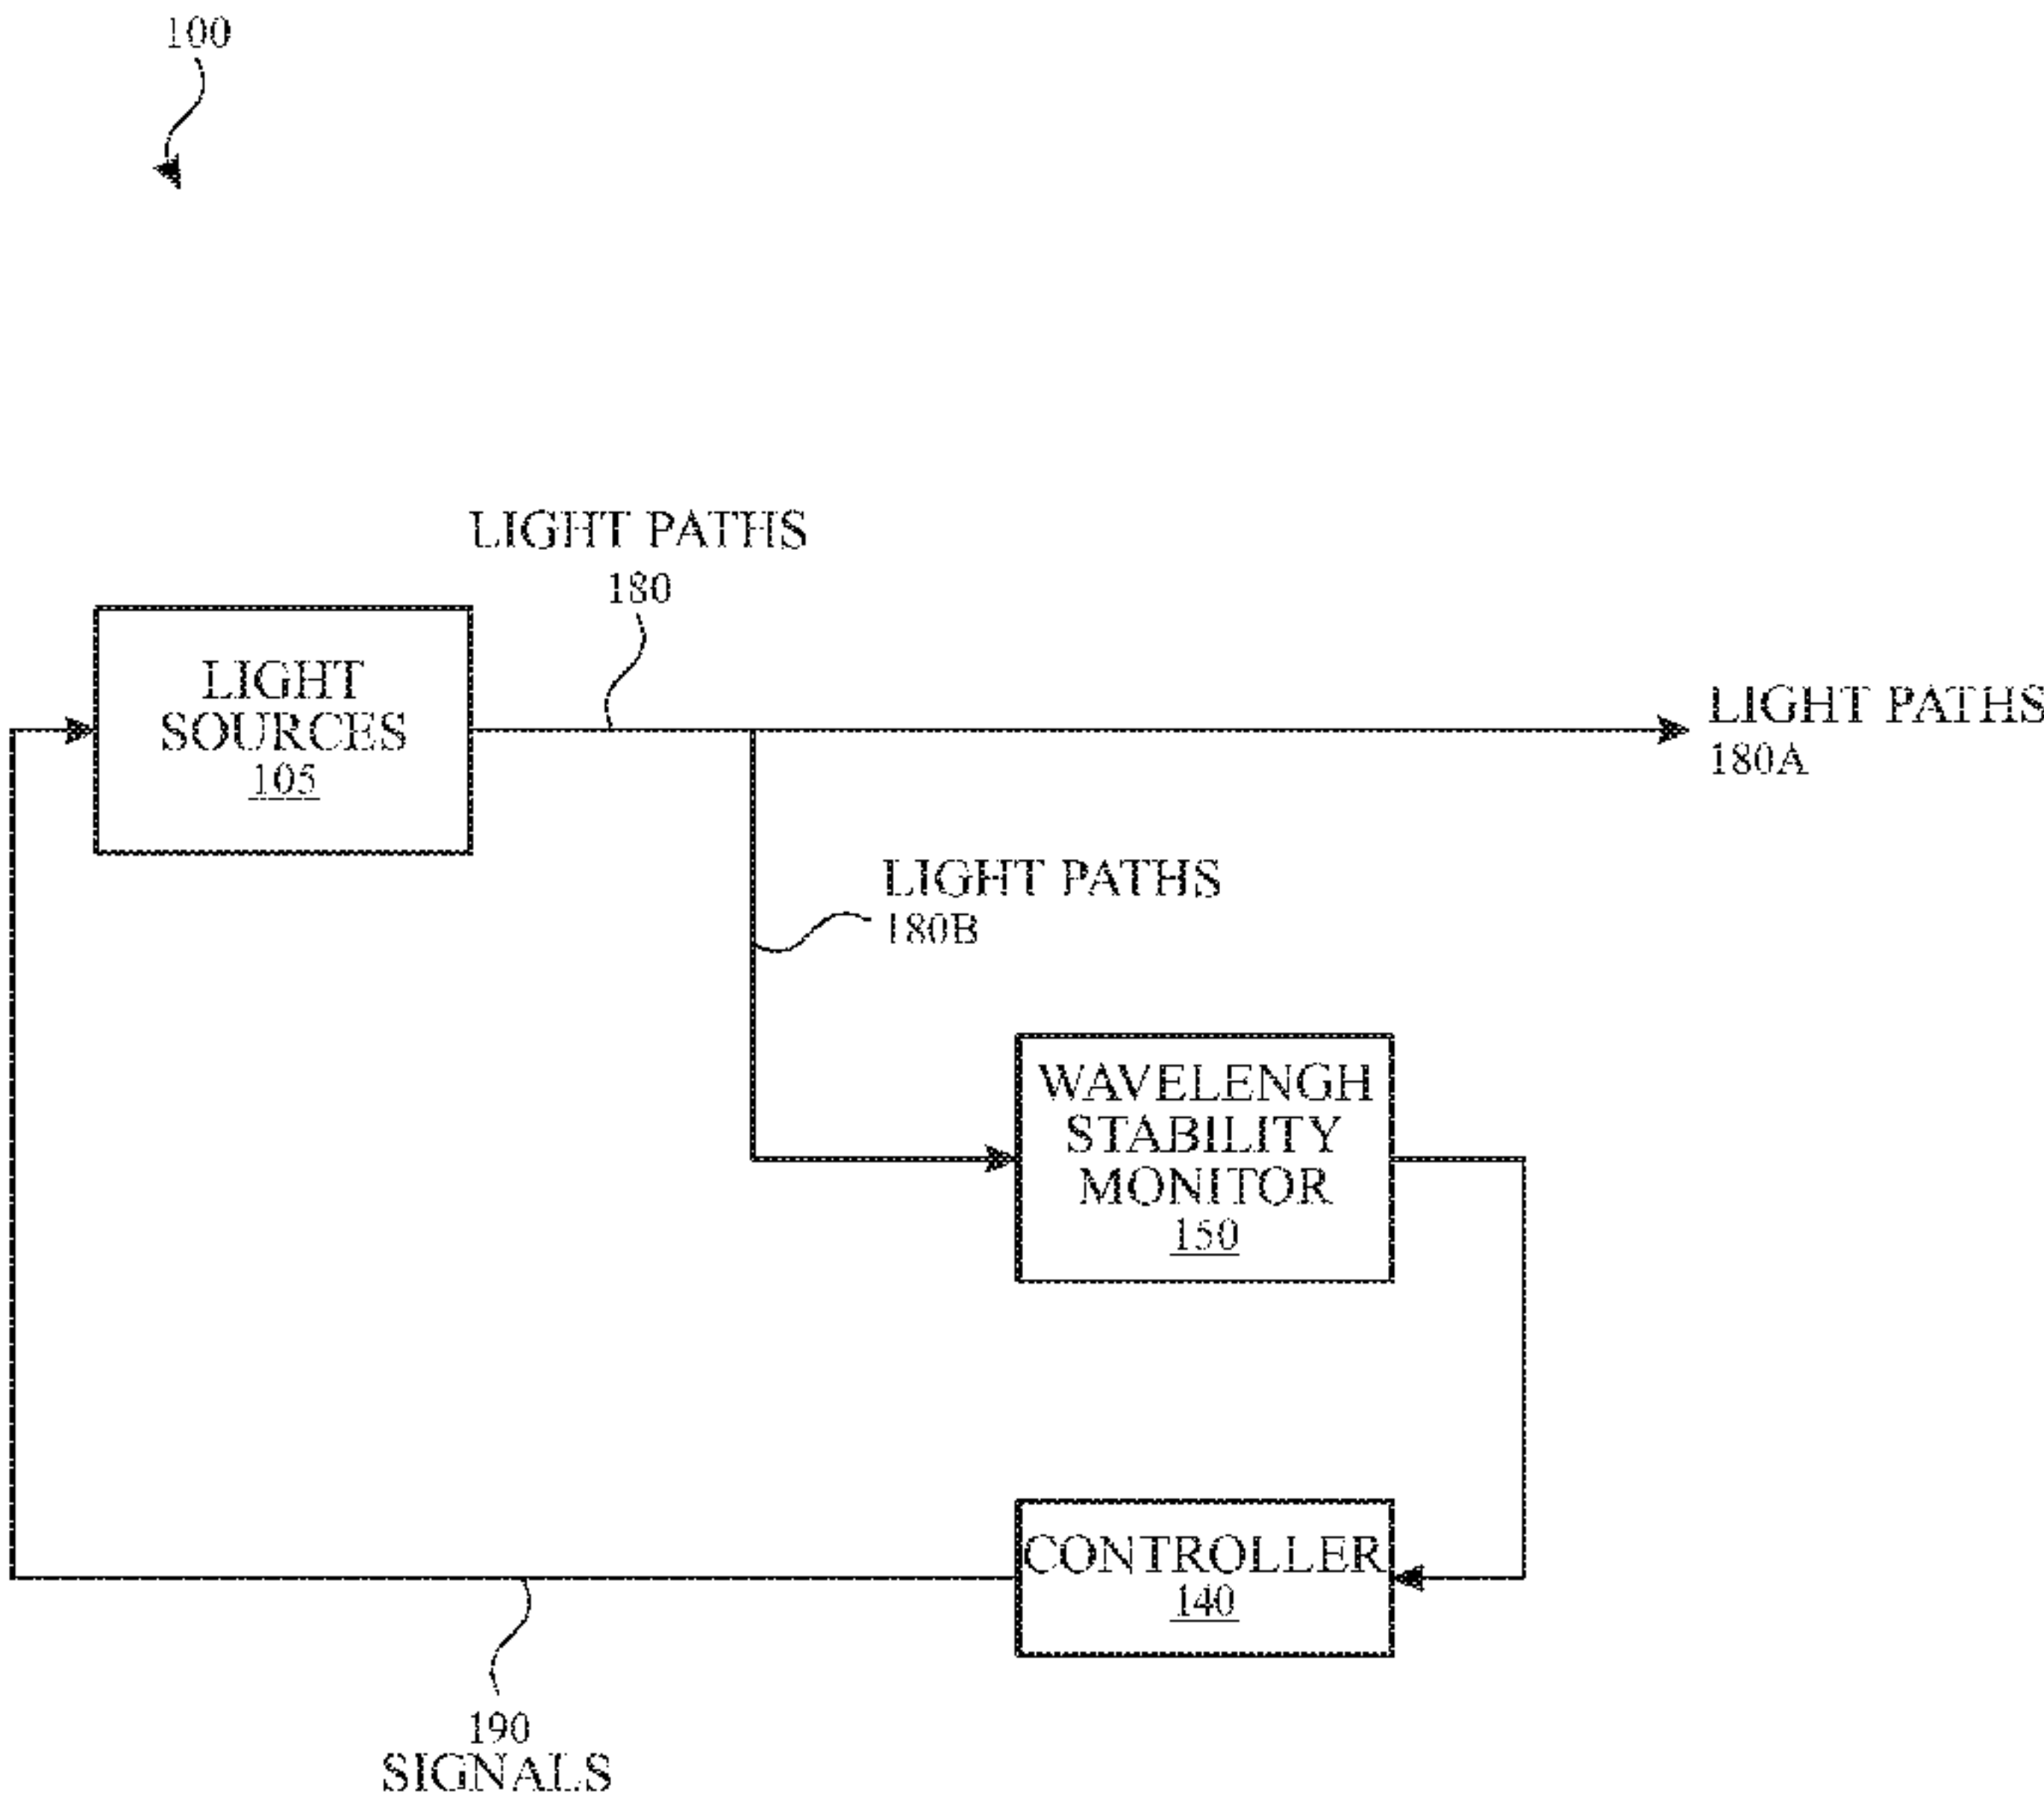 100
LIGHT PATHS
180
LIGHT
SOURCES
105
LIGHT PATHS
180A
LIGHT PATHS
180B
WAVELENGH
STABILITY
MONITOR
150
CONTROLLER
140
190
SIGNALS